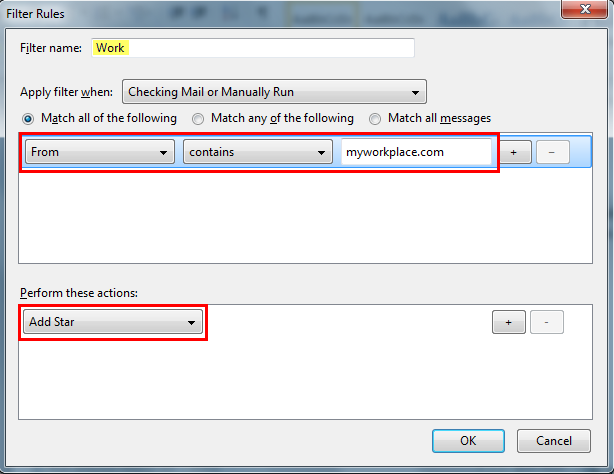 Filter Rules
Filter name: Work
Apply filter when: Checking Mail or Manually Run
Match all of the following Match any of the following Match all messages
From contains myworkplace.com + -
Perform these actions:
Add Star + -
OK Cancel